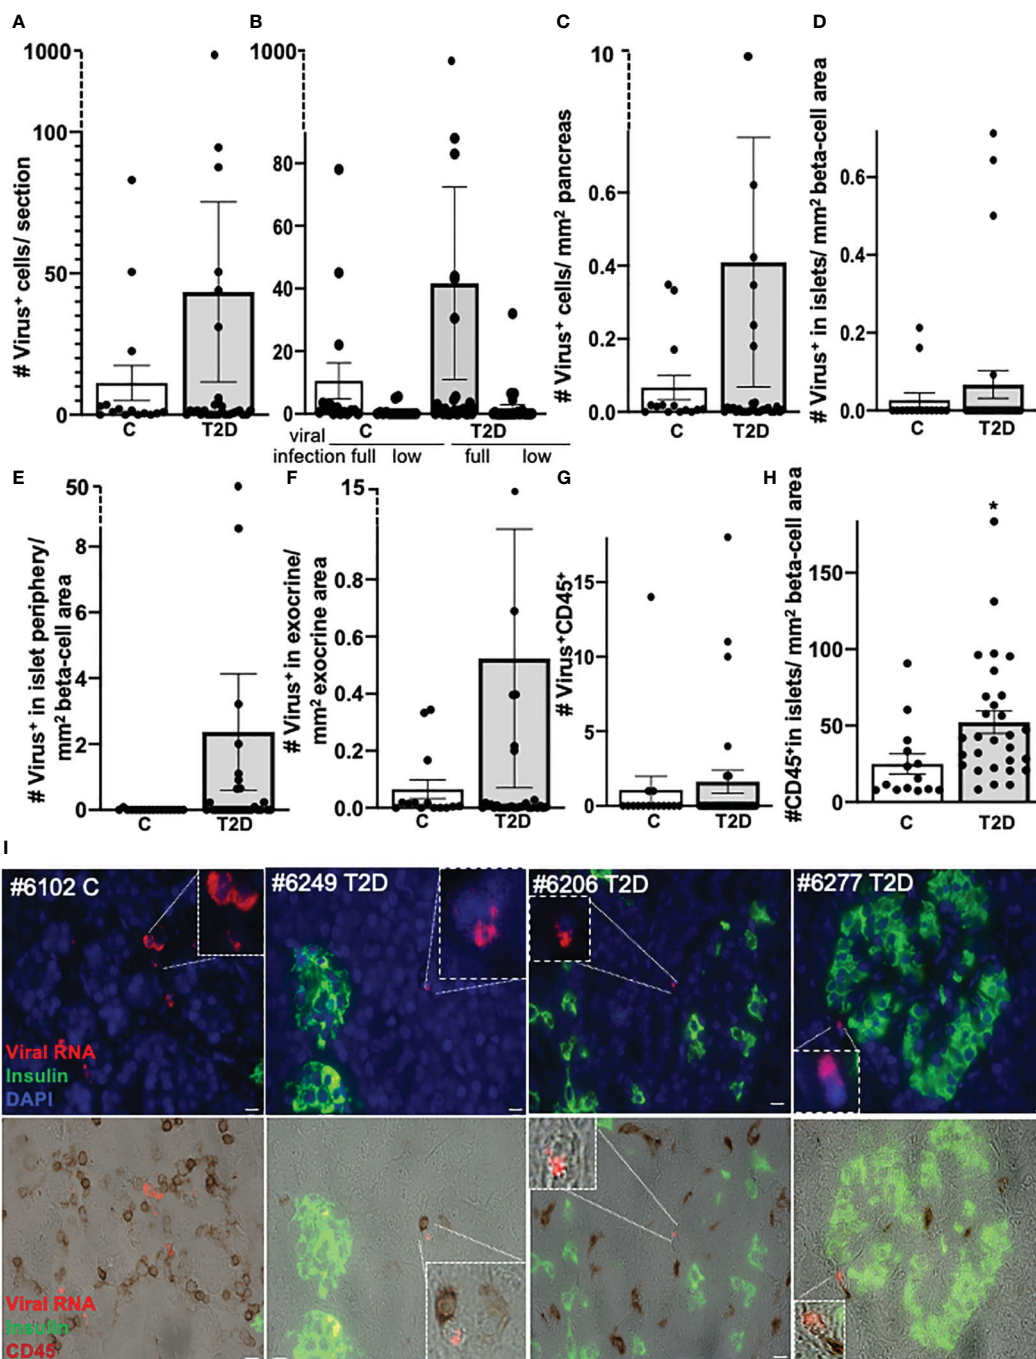 A
# Virus⁺ cells/ section
1000
100
50
0
C
T2D
B
1000
80
60
40
20
0
C
T2D
viral
infection
full
low
full
low
C
# Virus⁺ cells/ mm² pancreas
10
0.6
0.4
0.2
0.0
C
T2D
D
# Virus⁺ in islets/ mm² beta-cell area
0.6
0.4
0.2
0.0
C
T2D
E
# Virus⁺ in islet periphery/
mm² beta-cell area
50
8
6
4
2
0
C
T2D
F
# Virus⁺ in exocrine/
mm² exocrine area
15
0.8
0.6
0.4
0.2
0.0
C
T2D
G
# Virus⁺CD45⁺
15
10
5
0
C
T2D
H
#CD45⁺in islets/ mm² beta-cell area
150
100
50
0
*
C
T2D
I
#6102 C
#6249 T2D
#6206 T2D
#6277 T2D
Viral RNA
Insulin
DAPI
Viral RNA
Insulin
CD45